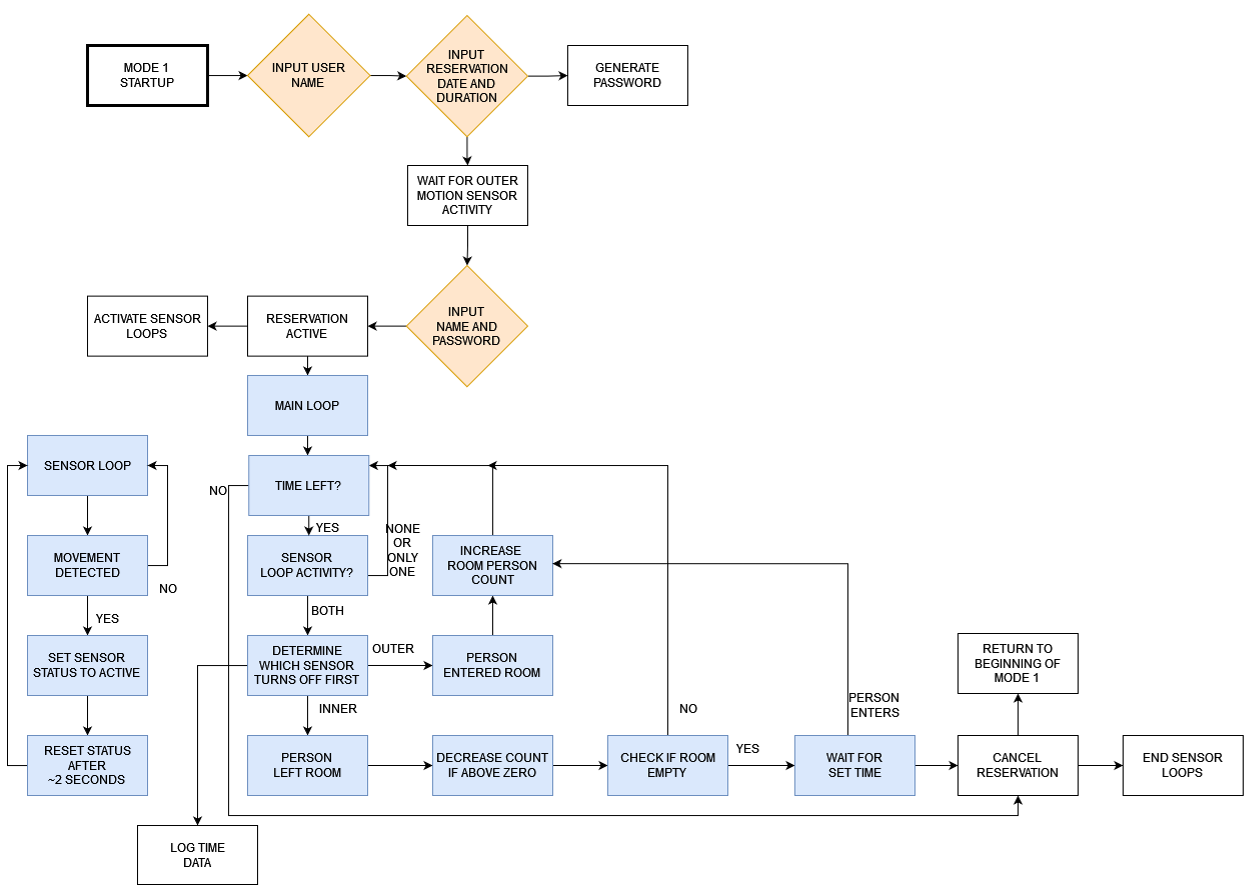 MODE 1
STARTUP
INPUT USER
NAME
INPUT
RESERVATION
DATE AND
DURATION
GENERATE
PASSWORD
WAIT FOR OUTER
MOTION SENSOR
ACTIVITY
ACTIVATE SENSOR
LOOPS
RESERVATION
ACTIVE
INPUT
NAME AND
PASSWORD
MAIN LOOP
SENSOR LOOP
NO
TIME LEFT?
YES
NONE
OR
ONLY
ONE
MOVEMENT
DETECTED
NO
SENSOR
LOOP ACTIVITY?
INCREASE
ROOM PERSON
COUNT
YES
BOTH
SET SENSOR
STATUS TO ACTIVE
DETERMINE
WHICH SENSOR
TURNS OFF FIRST
OUTER
PERSON
ENTERED ROOM
RETURN TO
BEGINNING OF
MODE 1
INNER
NO
PERSON
ENTERS
RESET STATUS
AFTER
~2 SECONDS
PERSON
LEFT ROOM
DECREASE COUNT
IF ABOVE ZERO
CHECK IF ROOM
EMPTY
YES
WAIT FOR
SET TIME
CANCEL
RESERVATION
END SENSOR
LOOPS
LOG TIME
DATA